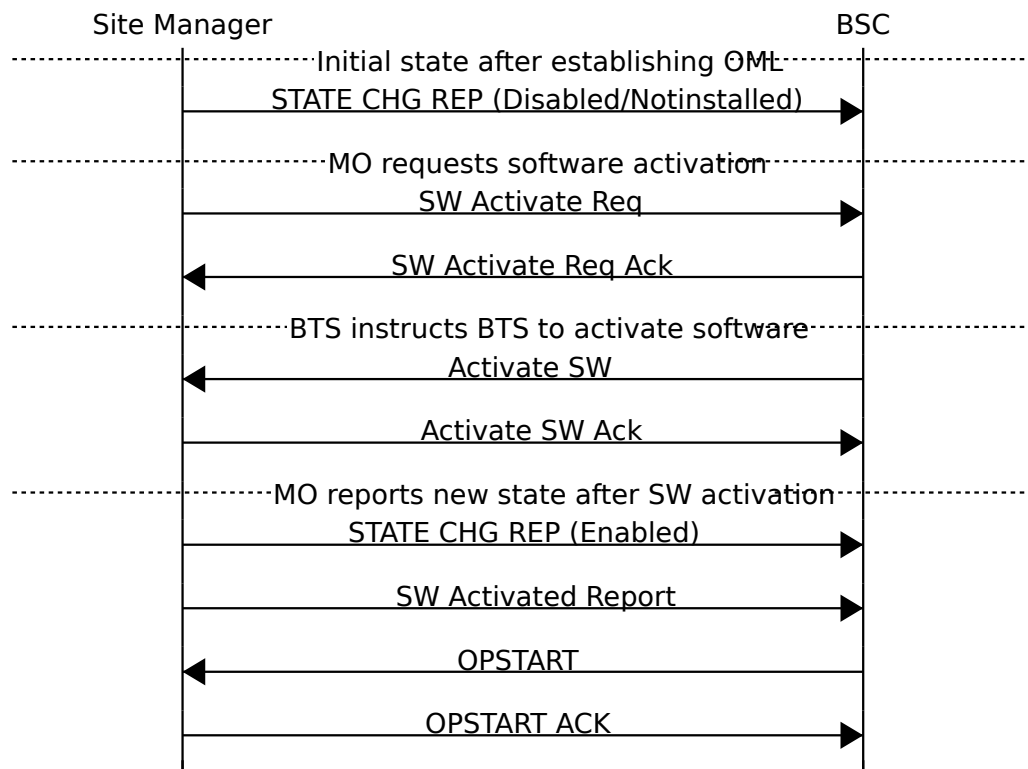 Site Manager BSC
Initial state after establishing OML
STATE CHG REP (Disabled/Notinstalled)
MO requests software activation
SW Activate Req
SW Activate Req Ack
BTS instructs BTS to activate software
Activate SW
Activate SW Ack
MO reports new state after SW activation
STATE CHG REP (Enabled)
SW Activated Report
OPSTART
OPSTART ACK